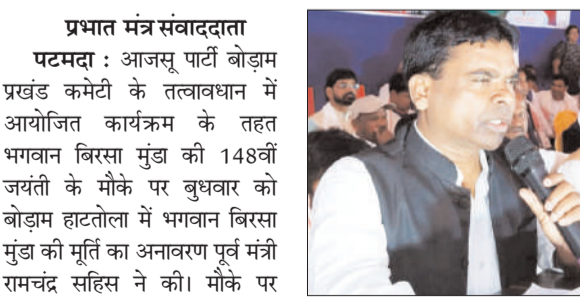 प्रभात मंत्र संवाददाता
पटमदा : आजसू पार्टी बोड़ाम
प्रखंड कमेटी के तत्वावधान में
आयोजित कार्यक्रम के तहत
भगवान बिरसा मुंडा की 148वीं
जयंती के मौके पर बुधवार को
बोड़ाम हाटतोला में भगवान बिरसा
मुंडा की मूर्ति का अनावरण पूर्व मंत्री
रामचंद्र सहिस ने की। मौके पर